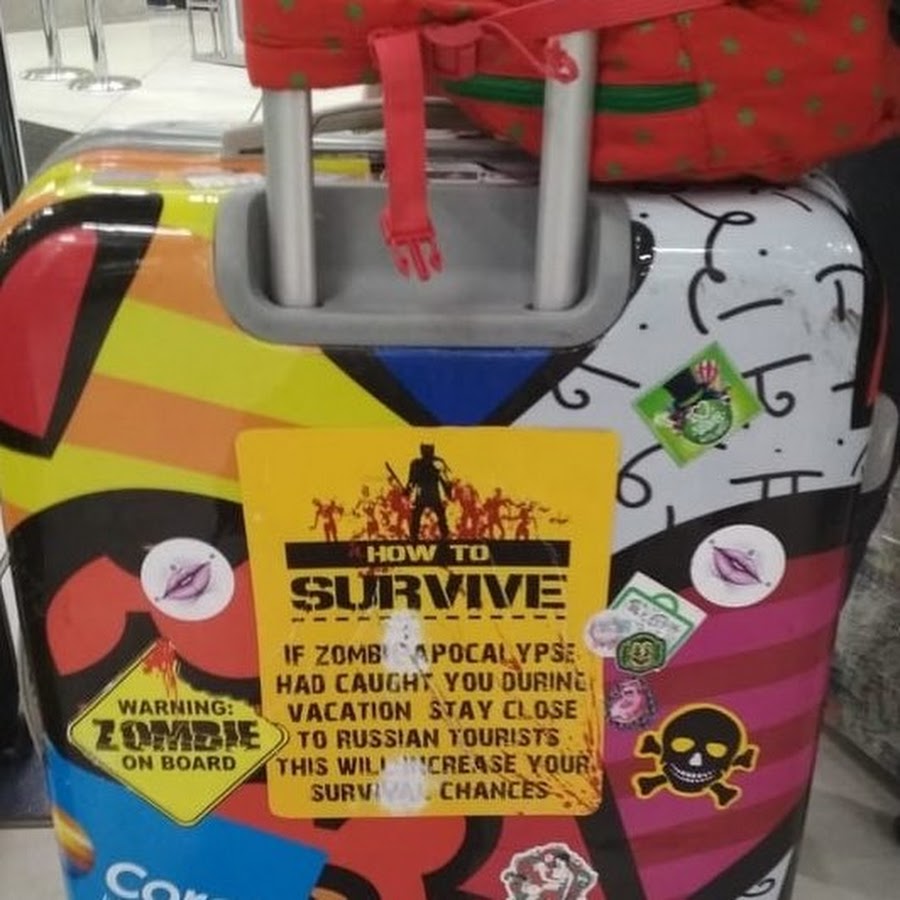 HOW TO
SURVIVE
IF ZOMBIE APOCALYPSE
HAD CAUGHT YOU DURING
VACATION STAY CLOSE
TO RUSSIAN TOURISTS
THIS WILL INCREASE YOUR
SURVIVAL CHANCES
WARNING:
ZOMBIE
ON BOARD